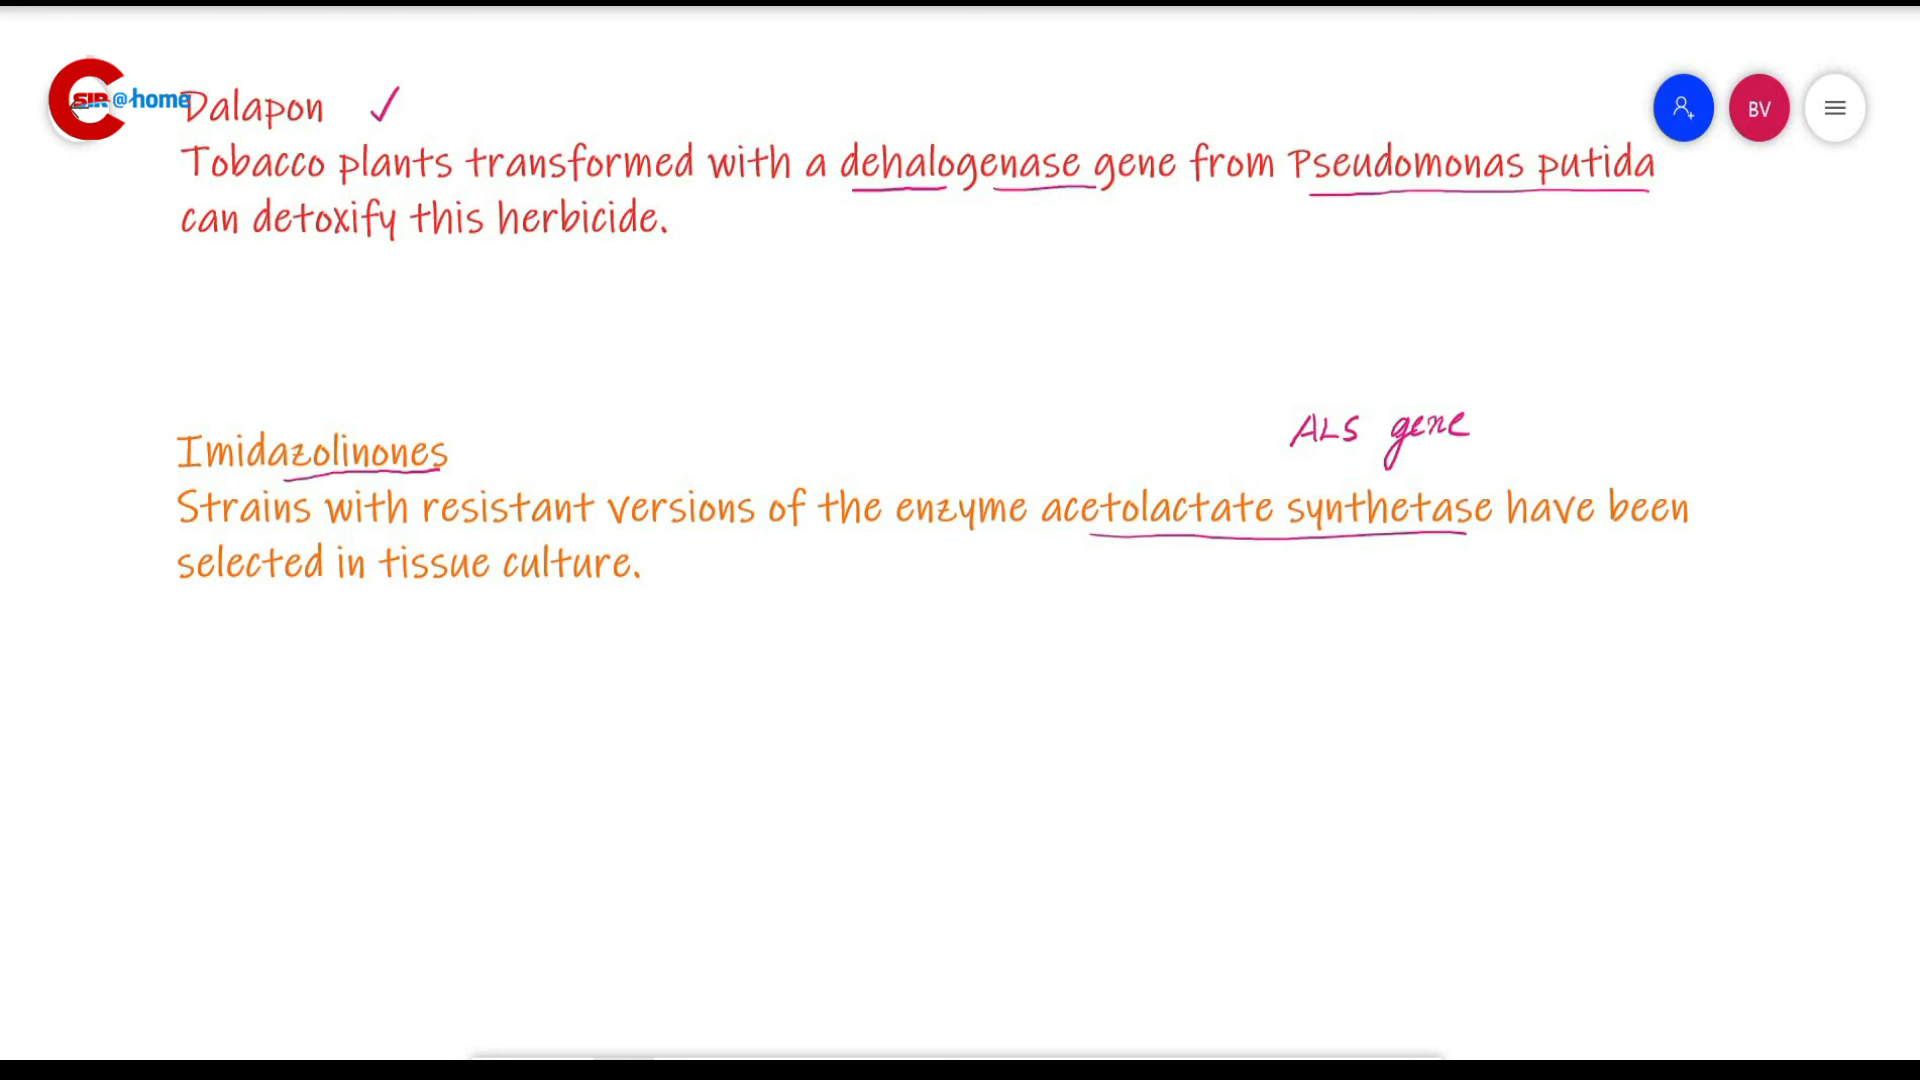 CSIR@home
Dalapon ✓
BV
Tobacco plants transformed with a dehalogenase gene from Pseudomonas putida
can detoxify this herbicide.
ALS gene
Imidazolinones
Strains with resistant versions of the enzyme acetolactate synthetase have been
selected in tissue culture.